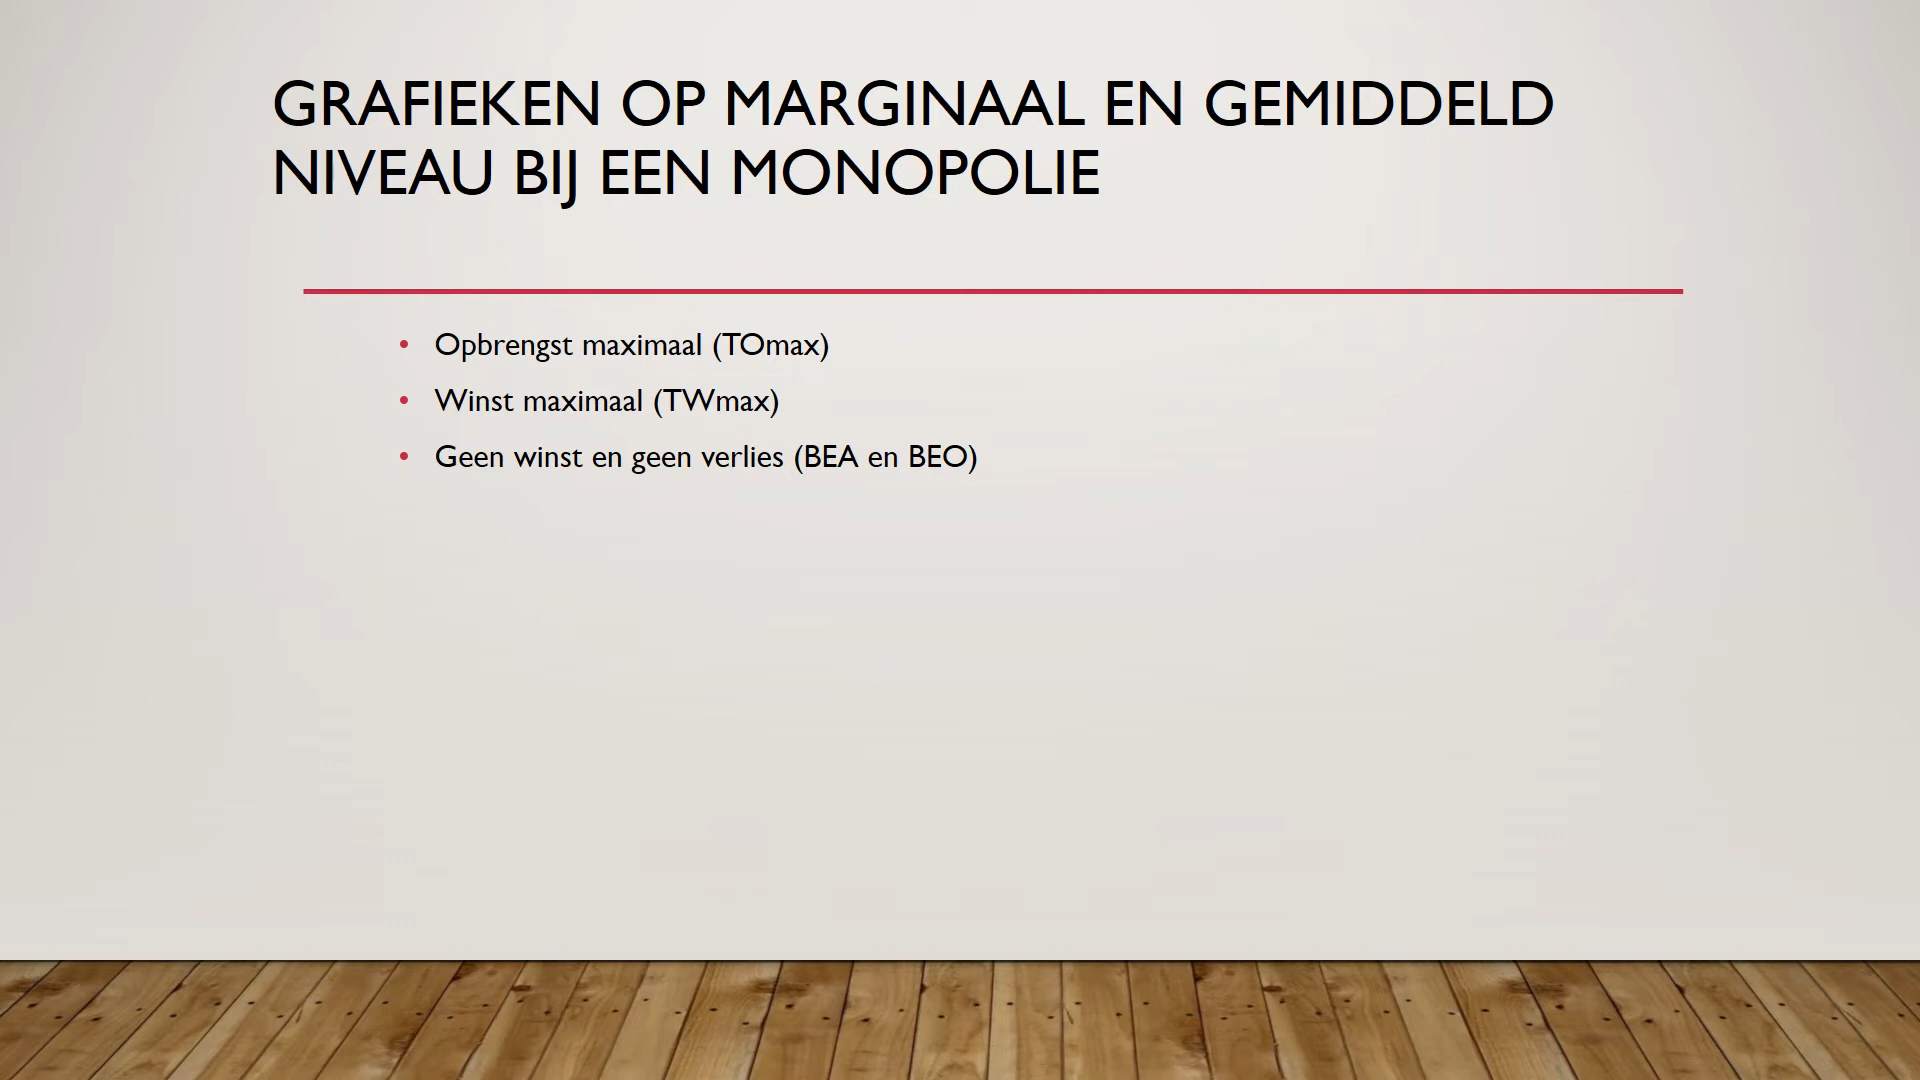 GRAFIEKEN OP MARGINAAL EN GEMIDDELD
NIVEAU BIJ EEN MONOPOLIE
• Opbrengst maximaal (TOmax)
• Winst maximaal (TWmax)
• Geen winst en geen verlies (BEA en BEO)